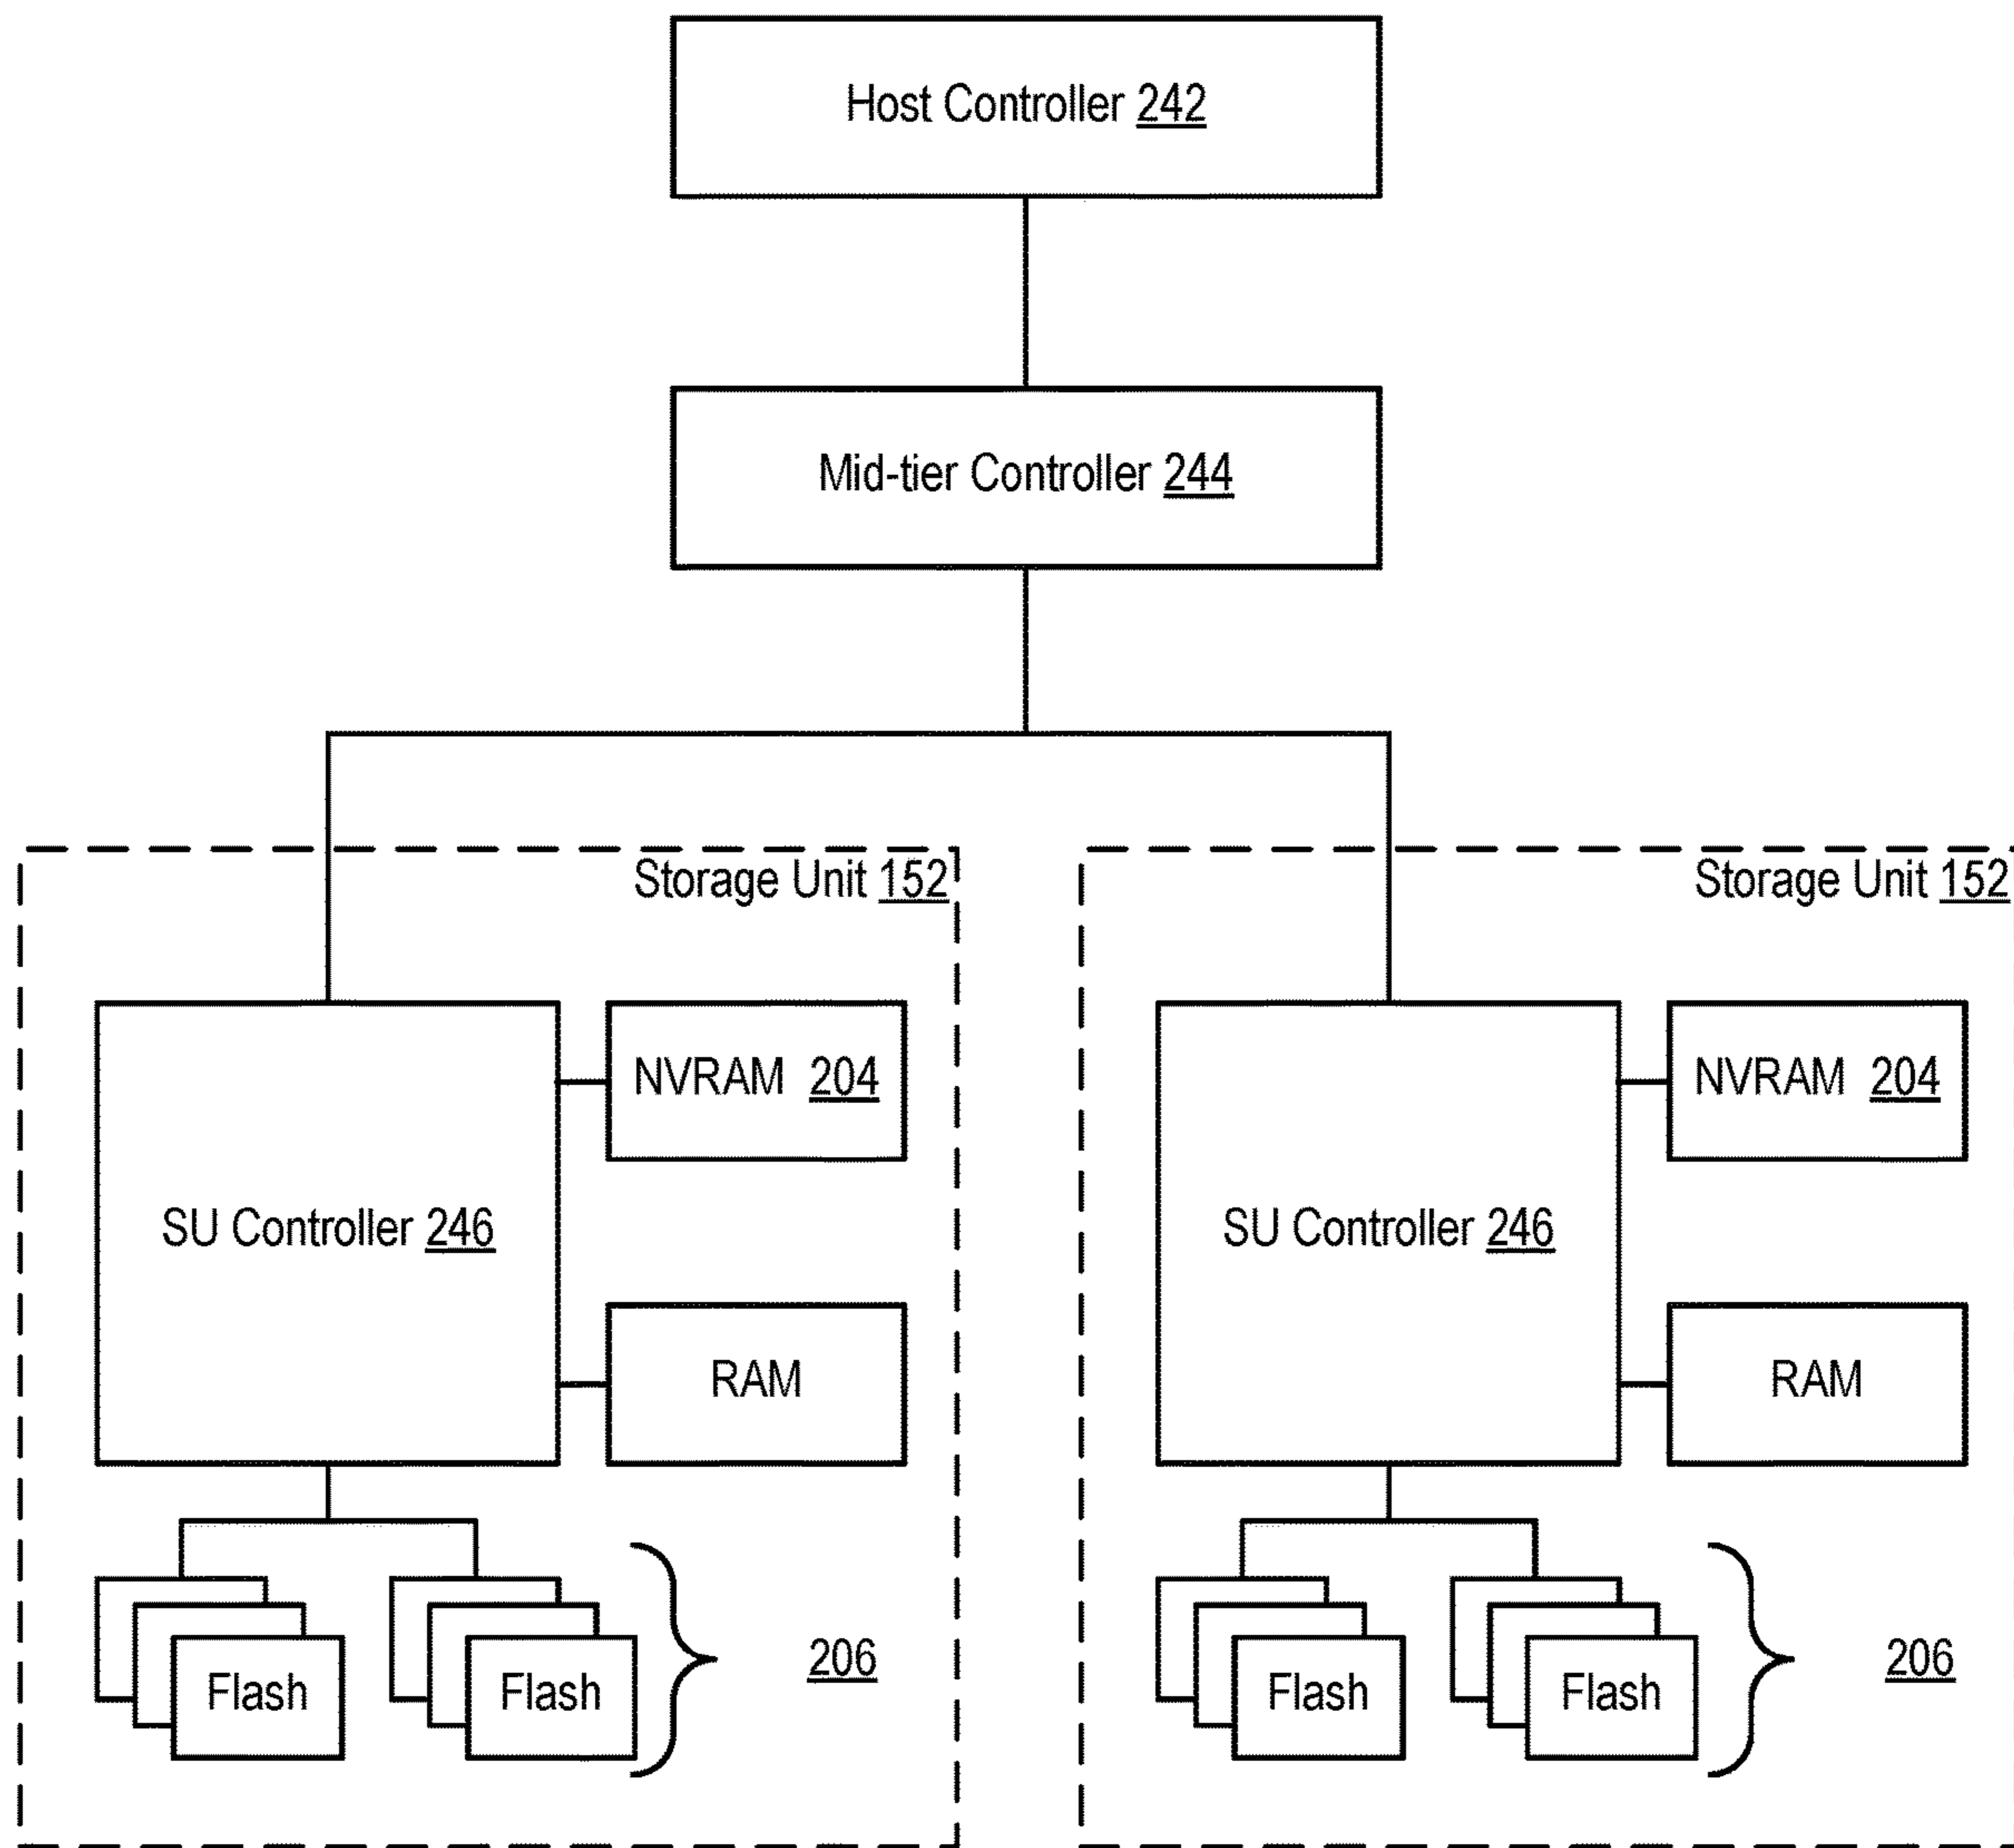 Host Controller 242
Mid-tier Controller 244
Storage Unit 152
Storage Unit 152
NVRAM 204
NVRAM 204
SU Controller 246
SU Controller 246
RAM
RAM
Flash
Flash
206
Flash
Flash
206